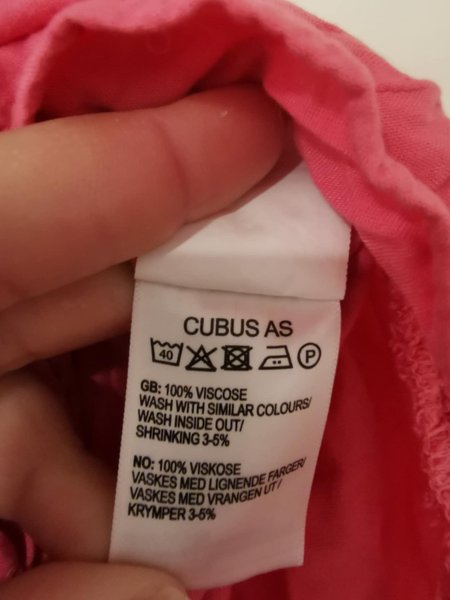 CUBUS AS
40 P
GB: 100% VISCOSE
WASH WITH SIMILAR COLOURS/
WASH INSIDE OUT/
SHRINKING 3-5%
NO: 100% VISKOSE
VASKES MED LIGNENDE FARGER/
VASKES MED VRANGEN UT /
KRYMPER 3-5%